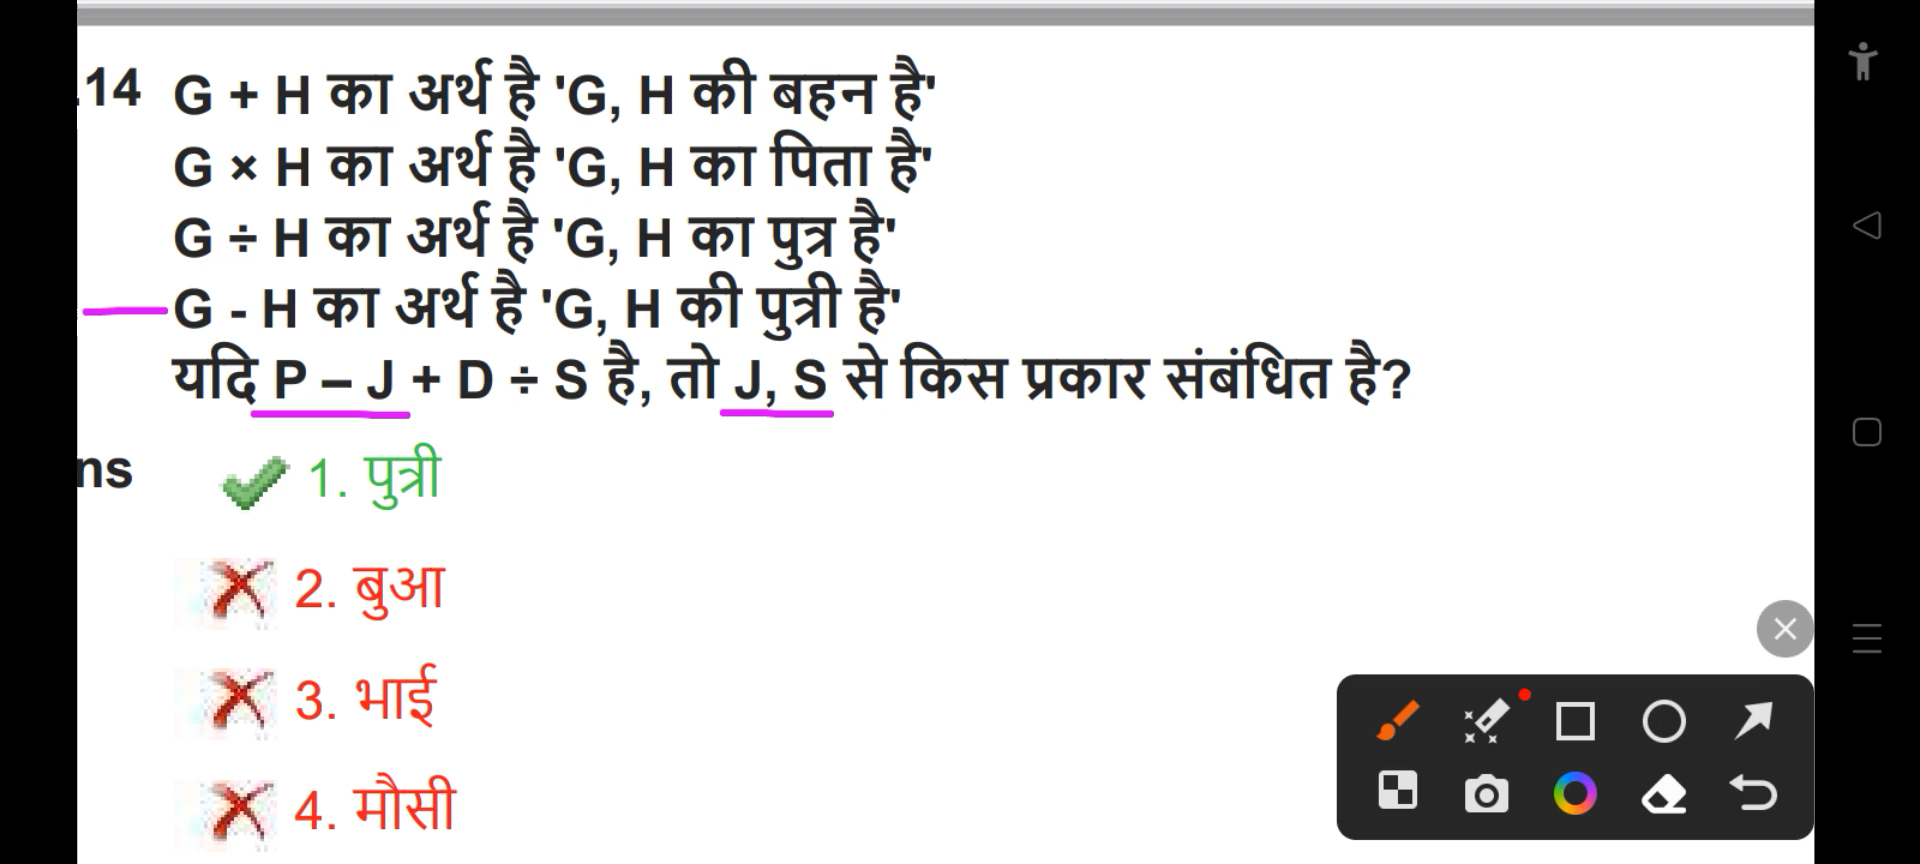 .14 G + H का अर्थ है 'G, H की बहन है'
G × H का अर्थ है 'G, H का पिता है'
G ÷ H का अर्थ है 'G, H का पुत्र है'
G - H का अर्थ है 'G, H की पुत्री है'
यदि P – J + D ÷ S है, तो J, S से किस प्रकार संबंधित है?
ns 1. पुत्री
2. बुआ
3. भाई
4. मौसी